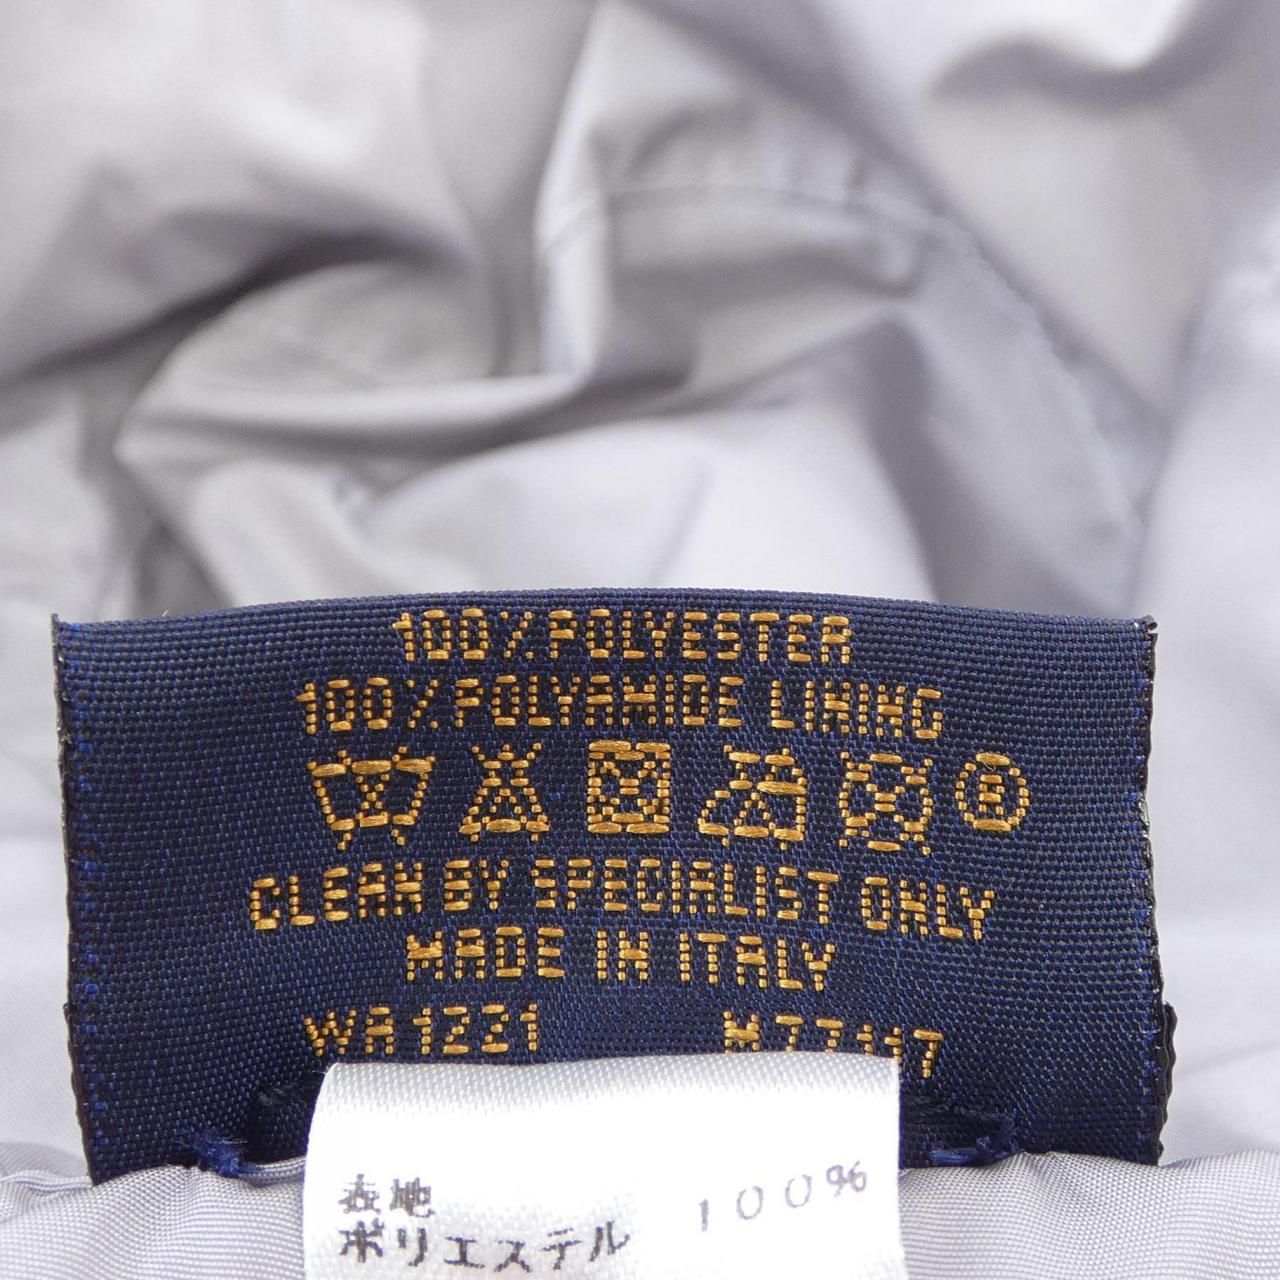 100% POLYESTER
100% POLYAMIDE LINING
CLEAN BY SPECIALIST ONLY
MADE IN ITALY
WA1221
表地
ポリエステル 100%